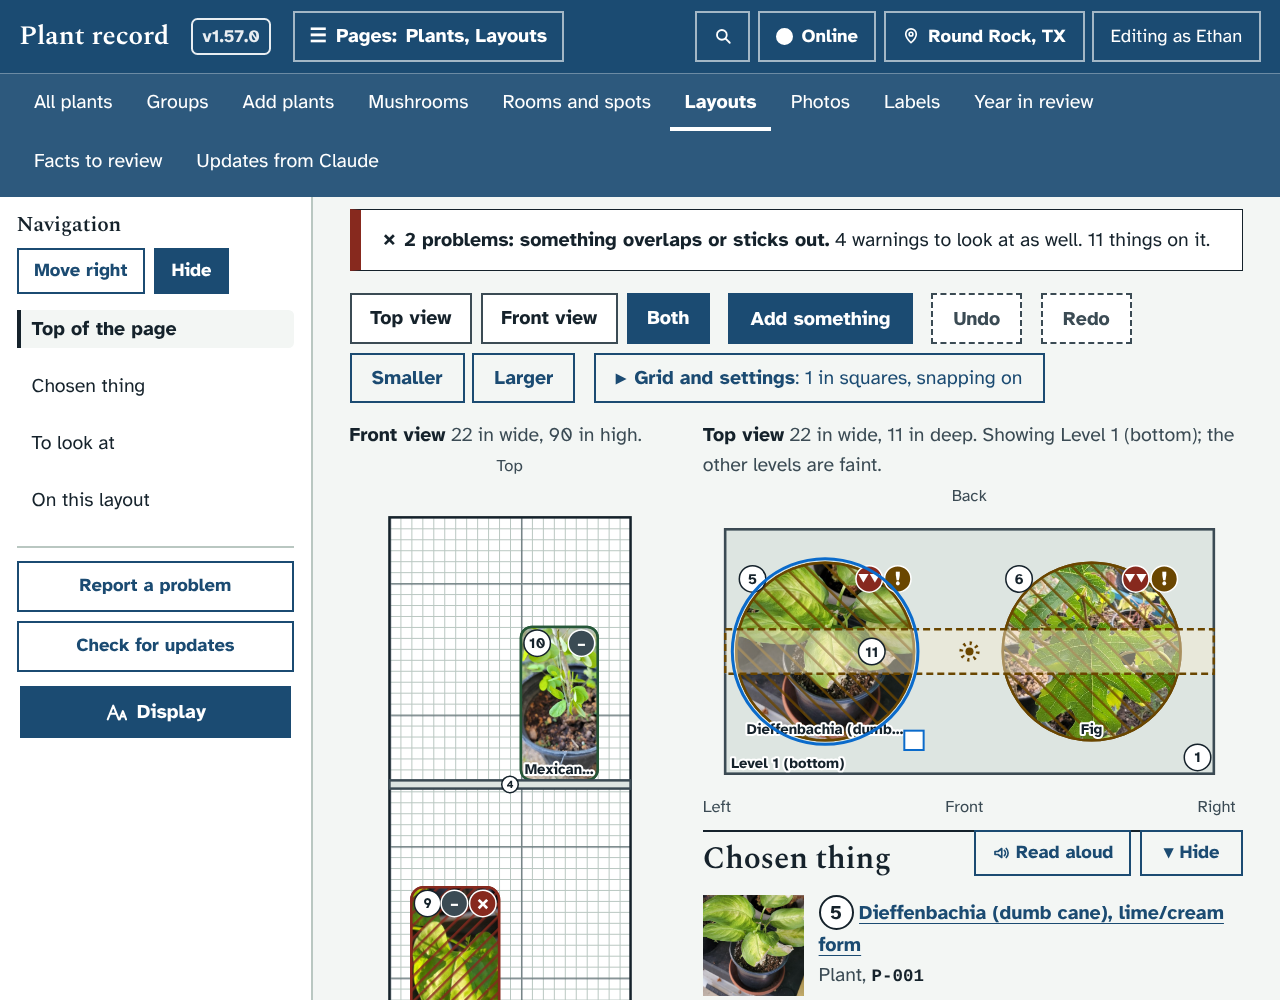 Plant record
v1.57.0
☰ Pages: Plants, Layouts
Online
Round Rock, TX
Editing as Ethan
All plants
Groups
Add plants
Mushrooms
Rooms and spots
Layouts
Photos
Labels
Year in review
Facts to review
Updates from Claude
Navigation
Move right
Hide
Top of the page
Chosen thing
To look at
On this layout
Report a problem
Check for updates
Display
× 2 problems: something overlaps or sticks out. 4 warnings to look at as well. 11 things on it.
Top view
Front view
Both
Add something
Undo
Redo
Smaller
Larger
▶ Grid and settings: 1 in squares, snapping on
Front view 22 in wide, 90 in high.
Top
10
–
Mexican...
4
9
–
×
Top view 22 in wide, 11 in deep. Showing Level 1 (bottom); the
other levels are faint.
Back
5
!
6
!
11
Dieffenbachia (dumb...
Fig
Level 1 (bottom)
1
Left
Front
Right
Chosen thing
Read aloud
▼ Hide
5 Dieffenbachia (dumb cane), lime/cream
form
Plant, P-001